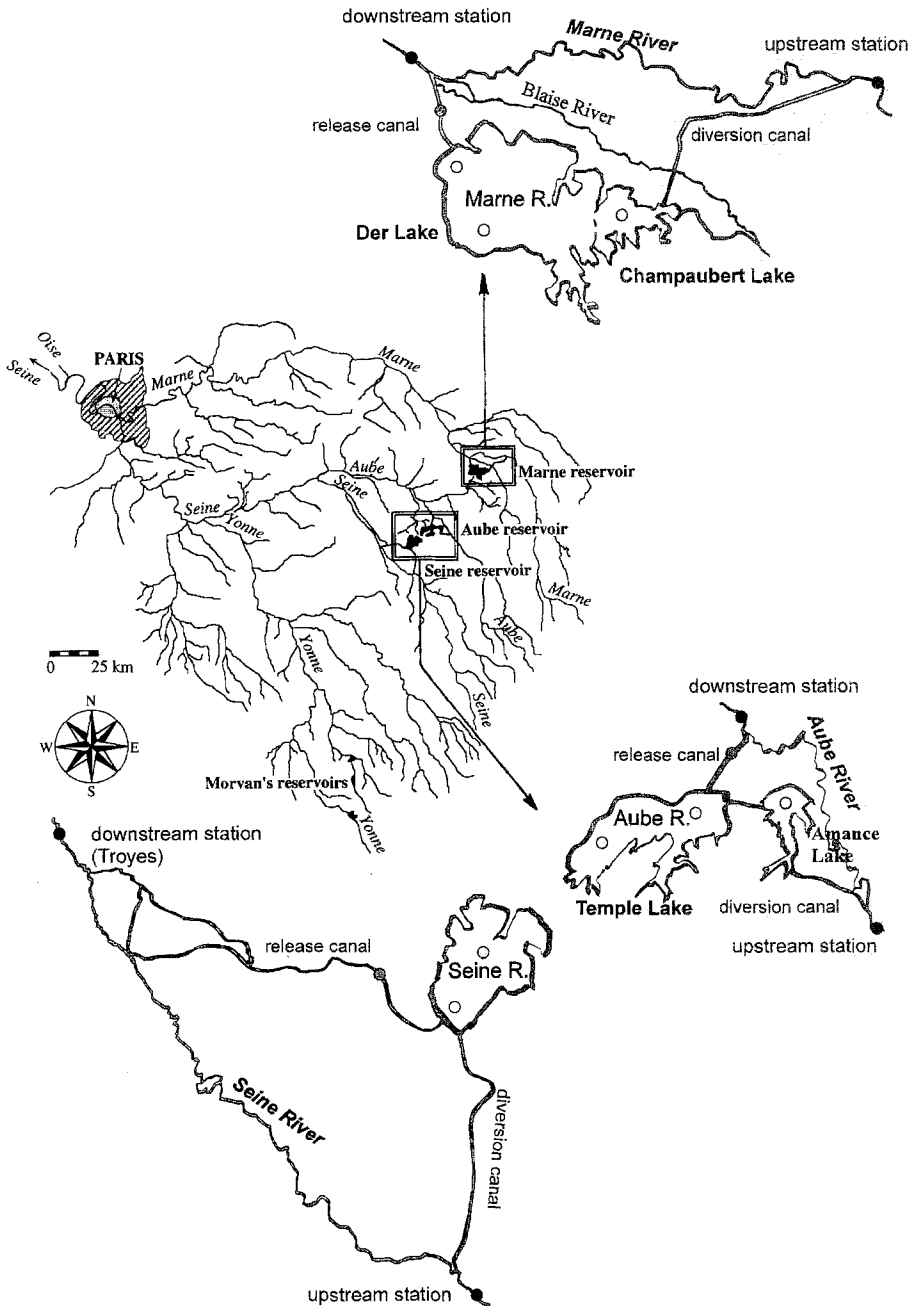 downstream station
Marne River
upstream station
Blaise River
release canal
diversion canal
Marne R.
Der Lake
Champaubert Lake
Oise
Seine
PARIS
Marne
Marne
Marne reservoir
Aube
Seine
Aube reservoir
Seine
Yonne
Seine reservoir
Marne
Aube
0 25 km
Yonne
Seine
N
W E
S
Morvan's reservoirs
Yonne
downstream station
release canal
Aube River
Aube R.
Amance
Lake
Temple Lake
diversion canal
upstream station
downstream station
(Troyes)
release canal
Seine R.
Seine River
diversion canal
upstream station